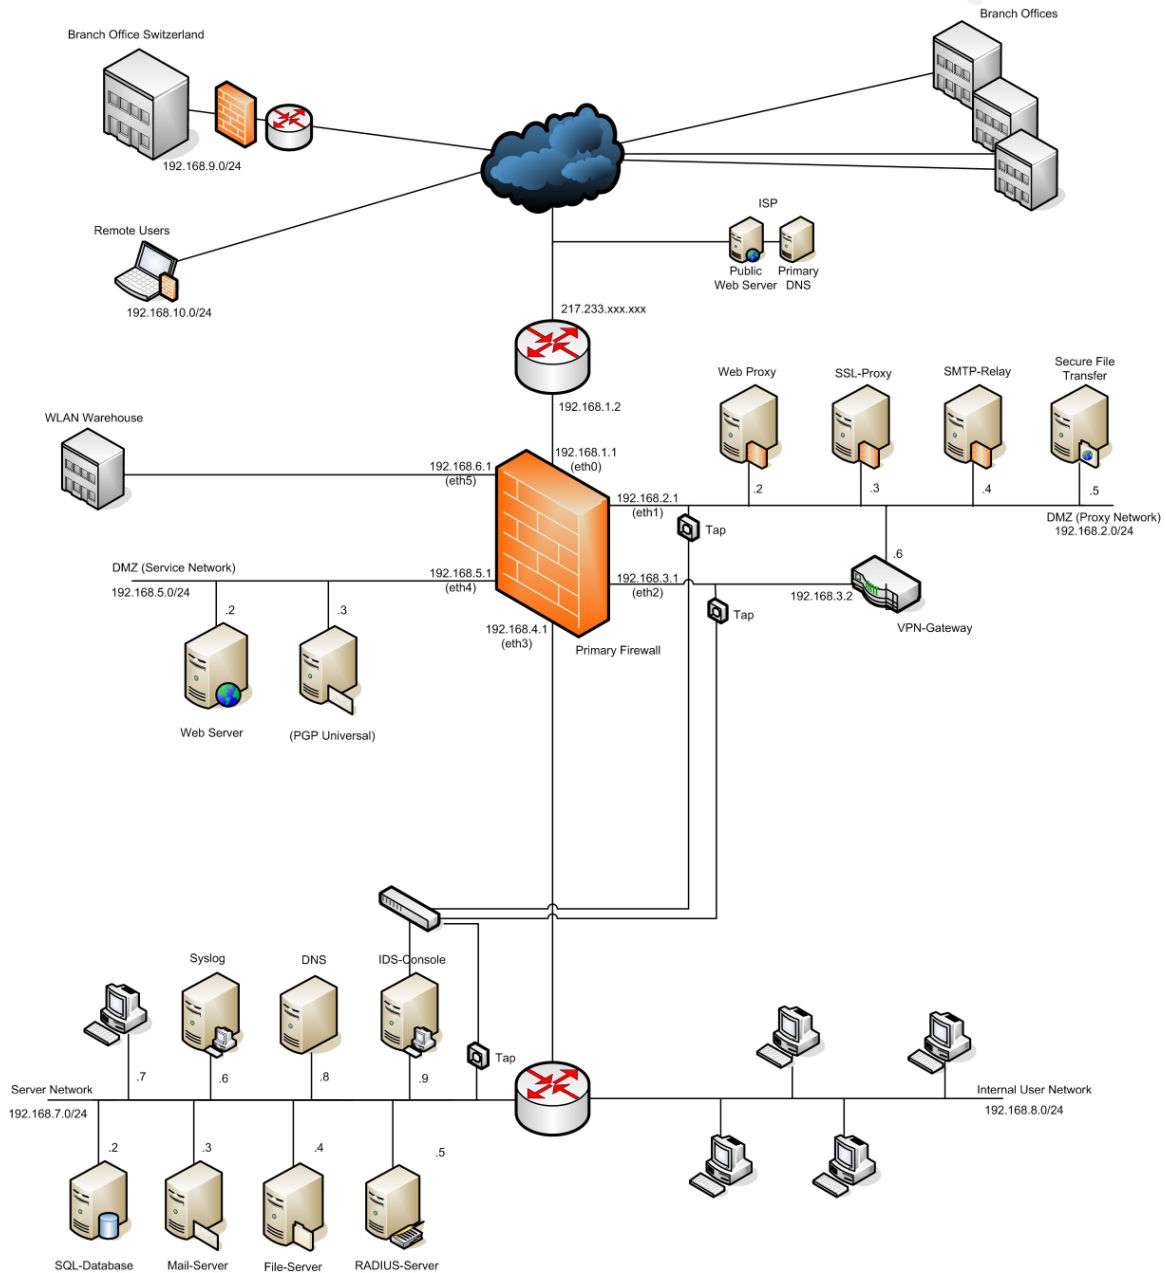 Branch Offices
Branch Office Switzerland
192.168.9.0/24
ISP
Remote Users
Public
Web Server
Primary
DNS
192.168.10.0/24
217.233.xxx.xxx
Web Proxy
SSL-Proxy
SMTP-Relay
Secure File
Transfer
192.168.1.2
WLAN Warehouse
192.168.1.1
(eth0)
192.168.6.1
(eth5)
192.168.2.1
(eth1)
.2
.3
.4
.5
DMZ (Proxy Network)
192.168.2.0/24
Tap
.6
DMZ (Service Network)
192.168.5.0/24
192.168.5.1
(eth4)
192.168.3.1
(eth2)
192.168.3.2
.2
.3
Tap
VPN-Gateway
192.168.4.1
(eth3)
Primary Firewall
Web Server
(PGP Universal)
Syslog
DNS
IDS-Console
Tap
.7
.6
.8
.9
Server Network
192.168.7.0/24
Internal User Network
192.168.8.0/24
.2
.3
.4
.5
SQL-Database
Mail-Server
File-Server
RADIUS-Server